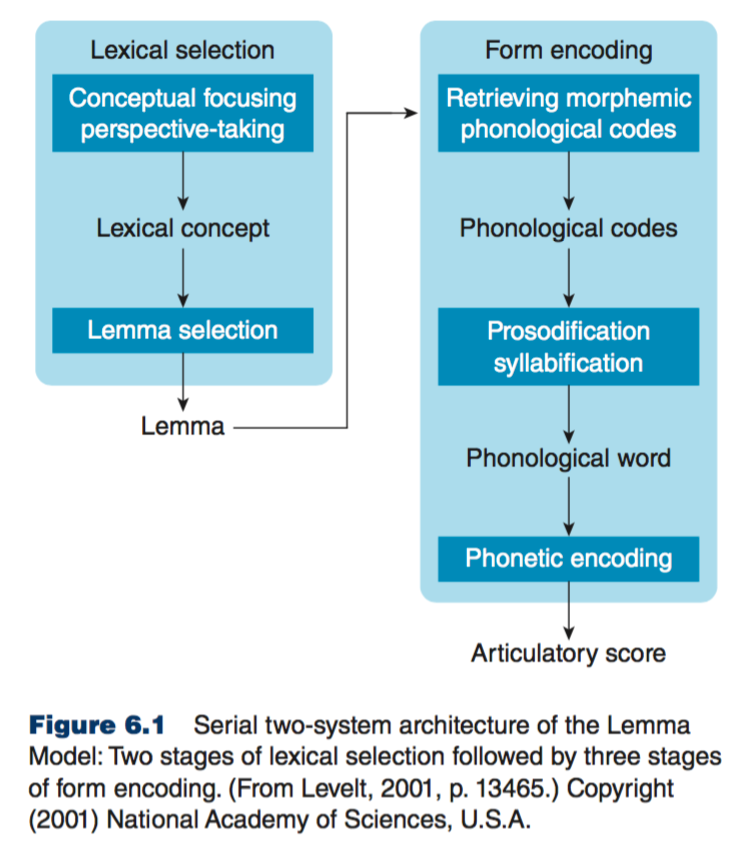 Lexical selection
Conceptual focusing
perspective-taking
Lexical concept
Lemma selection
Lemma
Form encoding
Retrieving morphemic
phonological codes
Phonological codes
Prosodification
syllabification
Phonological word
Phonetic encoding
Articulatory score
Figure 6.1 Serial two-system architecture of the Lemma
Model: Two stages of lexical selection followed by three stages
of form encoding. (From Levelt, 2001, p. 13465.) Copyright
(2001) National Academy of Sciences, U.S.A.